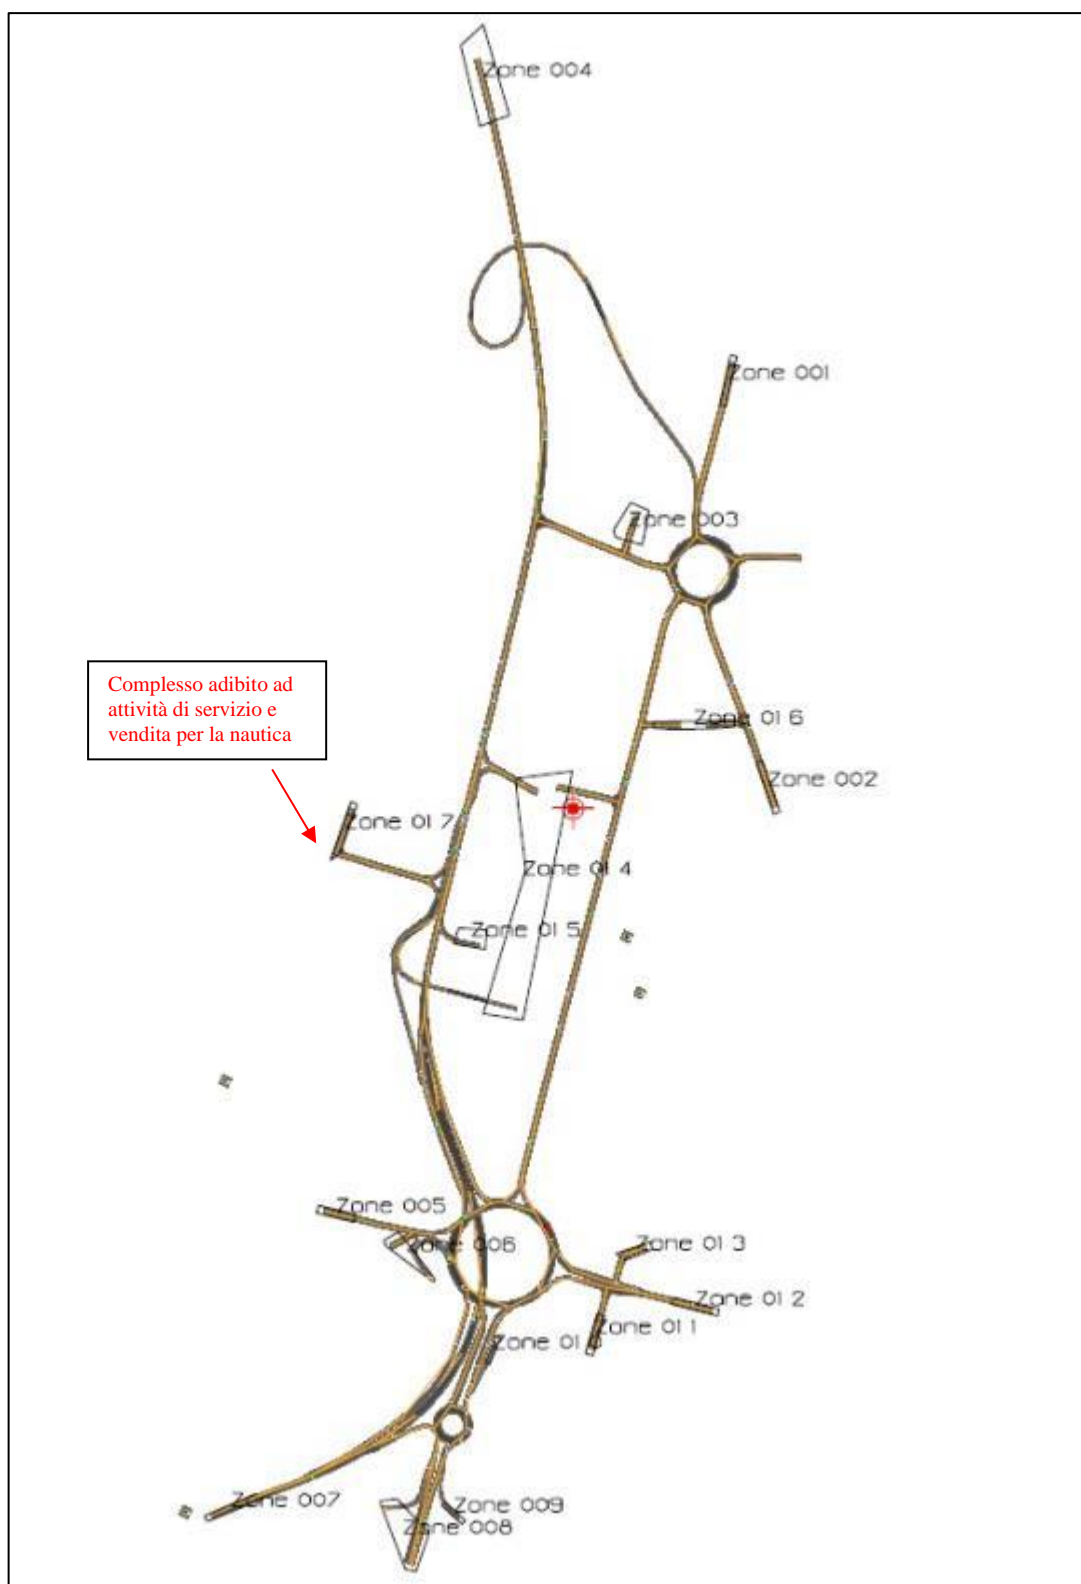 Zone 004
Zone 001
Zone 003
Complesso adibito ad
attività di servizio e
vendita per la nautica
Zone 016
Zone 002
Zone 017
Zone 014
Zone 015
Zone 005
Zone 006
Zone 013
Zone 012
Zone 011
Zone 01
Zone 007
Zone 009
Zone 008